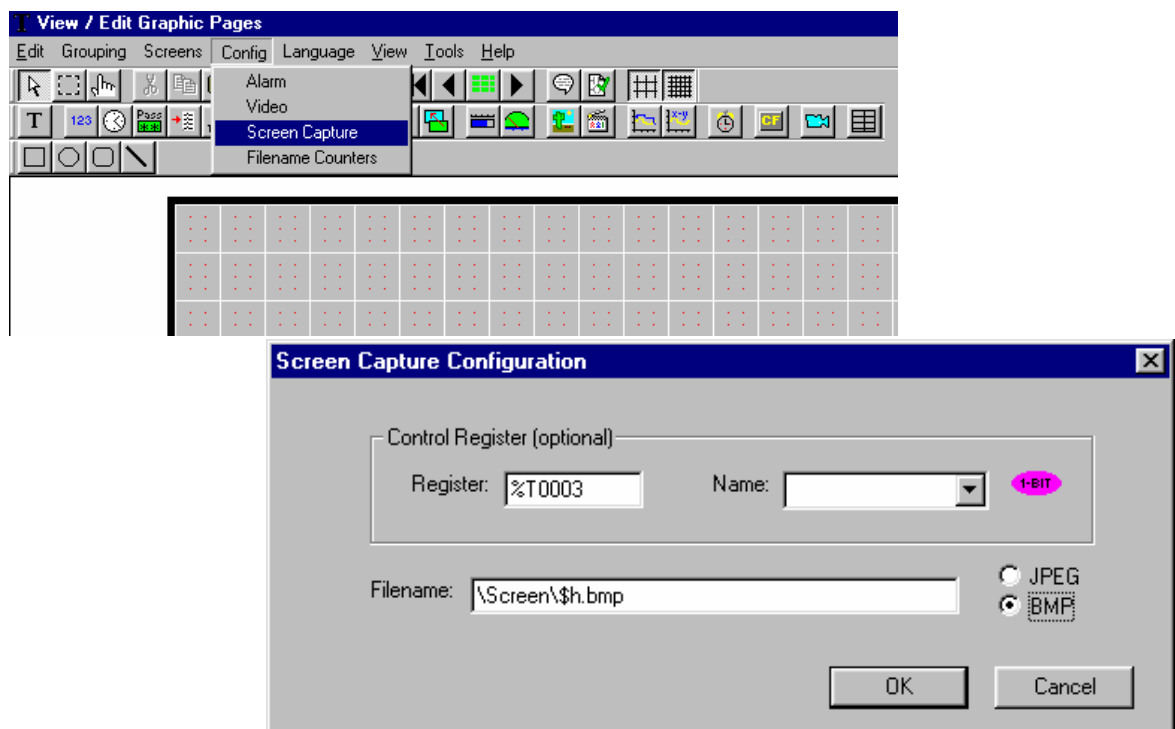 View / Edit Graphic Pages
Edit Grouping Screens Config Language View Tools Help
Alarm
Video
Screen Capture
Filename Counters
T 123 Pass ** X-Y CF
Screen Capture Configuration
Control Register (optional)
Register: %T0003 Name: 1-BIT
Filename: \Screen\$h.bmp
JPEG
BMP
OK Cancel